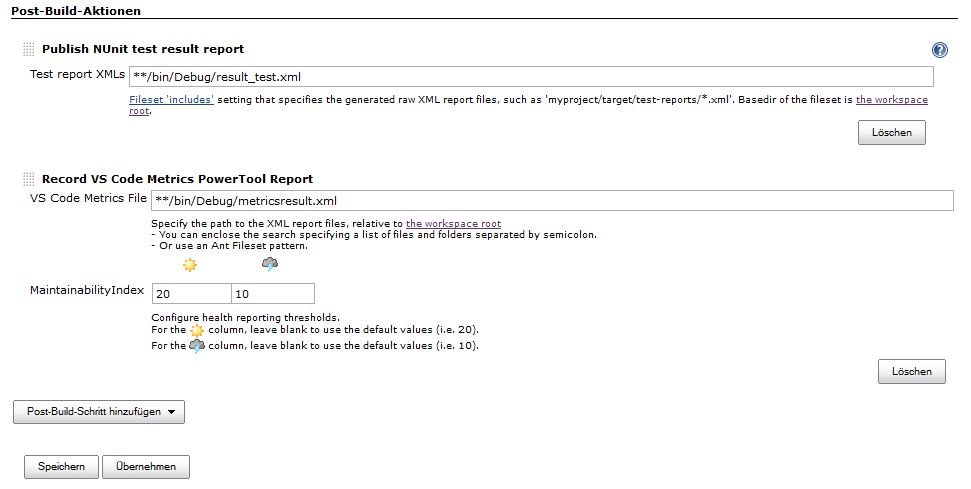 Post-Build-Aktionen
Publish NUnit test result report
Test report XMLs
**/bin/Debug/result_test.xml
Fileset 'includes' setting that specifies the generated raw XML report files, such as 'myproject/target/test-reports/*.xml'. Basedir of the fileset is the workspace
root.
Löschen
Record VS Code Metrics PowerTool Report
VS Code Metrics File
**/bin/Debug/metricsresult.xml
Specify the path to the XML report files, relative to the workspace root
- You can enclose the search specifying a list of files and folders separated by semicolon.
- Or use an Ant Fileset pattern.
MaintainabilityIndex
20 10
Configure health reporting thresholds.
For the column, leave blank to use the default values (i.e. 20).
For the column, leave blank to use the default values (i.e. 10).
Löschen
Post-Build-Schritt hinzufügen
Speichern Übernehmen